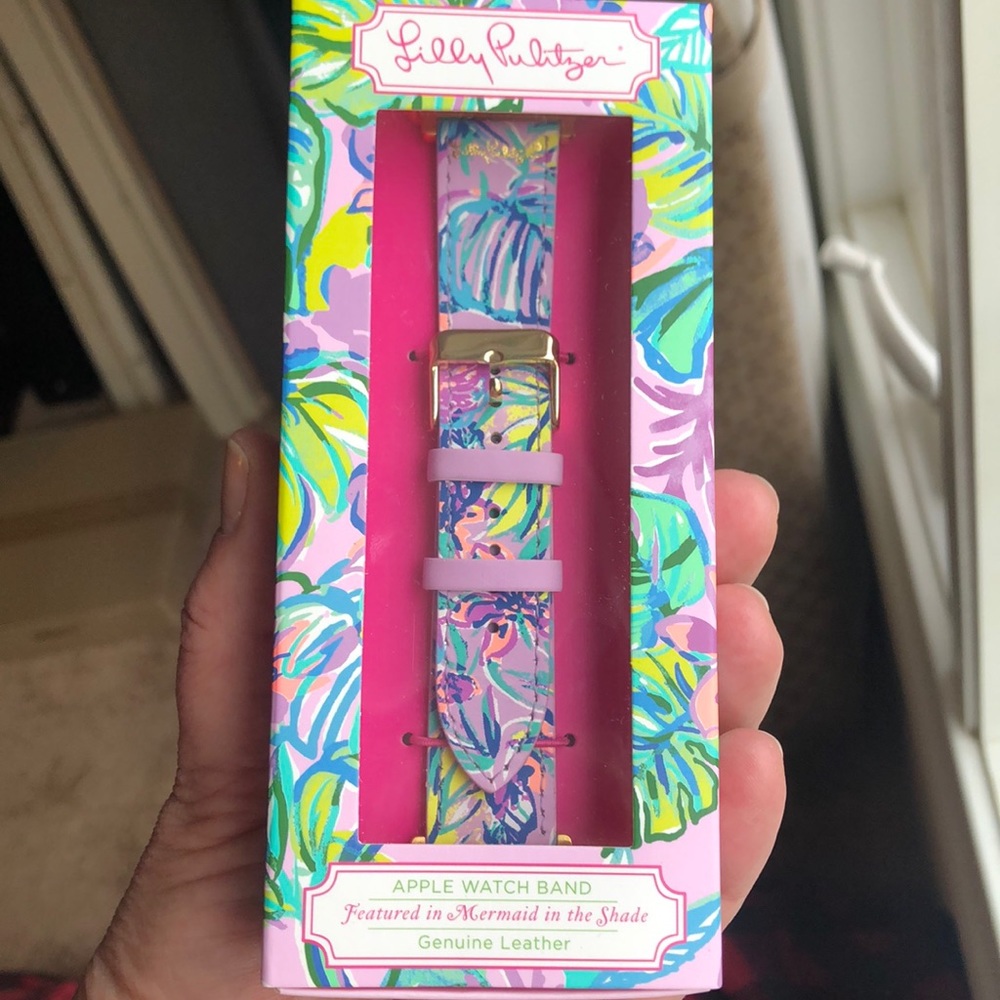 Lilly Pulitzer®
APPLE WATCH BAND
Featured in Mermaid in the Shade
Genuine Leather